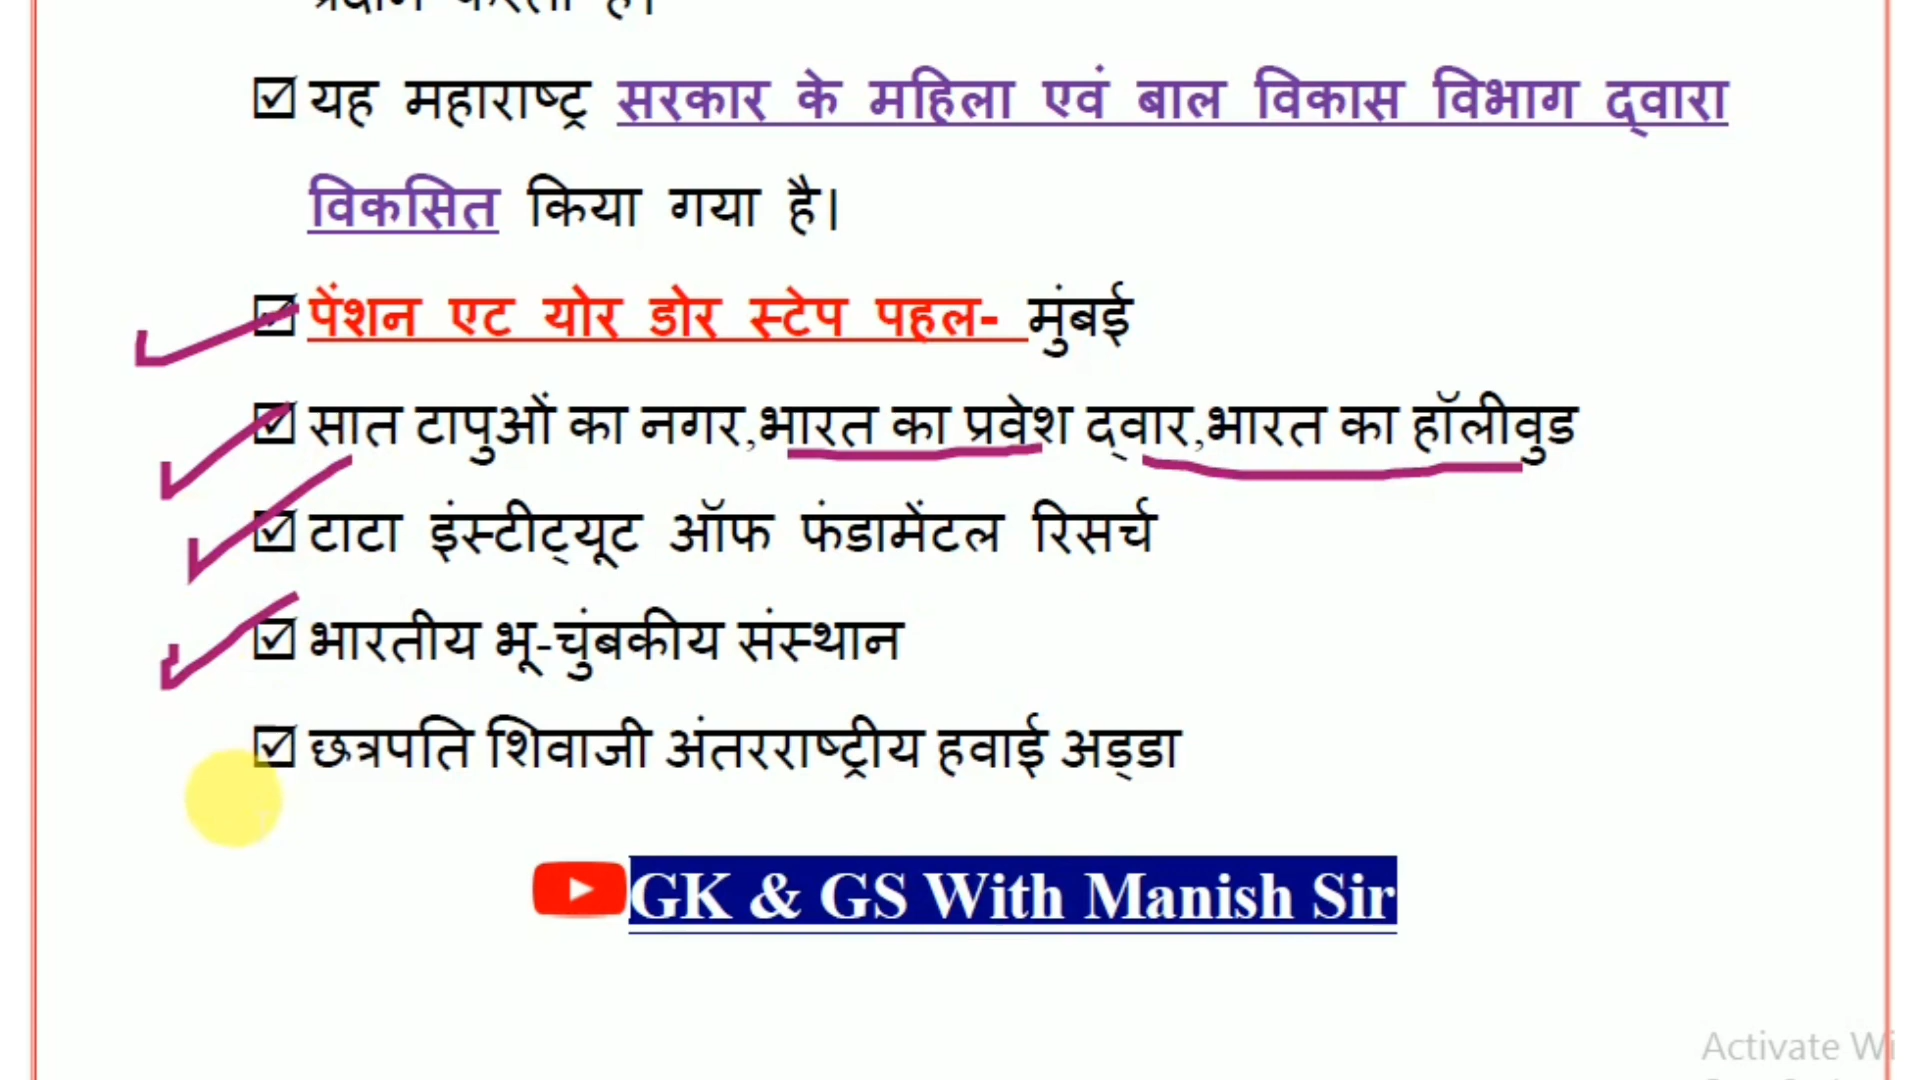 यह महाराष्ट्र सरकार के महिला एवं बाल विकास विभाग द्वारा
विकसित किया गया है।
पेंशन एट योर डोर स्टेप पहल- मुंबई
सात टापुओं का नगर,भारत का प्रवेश द्वार,भारत का हॉलीवुड
टाटा इंस्टीट्यूट ऑफ फंडामेंटल रिसर्च
भारतीय भू-चुंबकीय संस्थान
छत्रपति शिवाजी अंतरराष्ट्रीय हवाई अड्डा
GK & GS With Manish Sir
Activate Wi